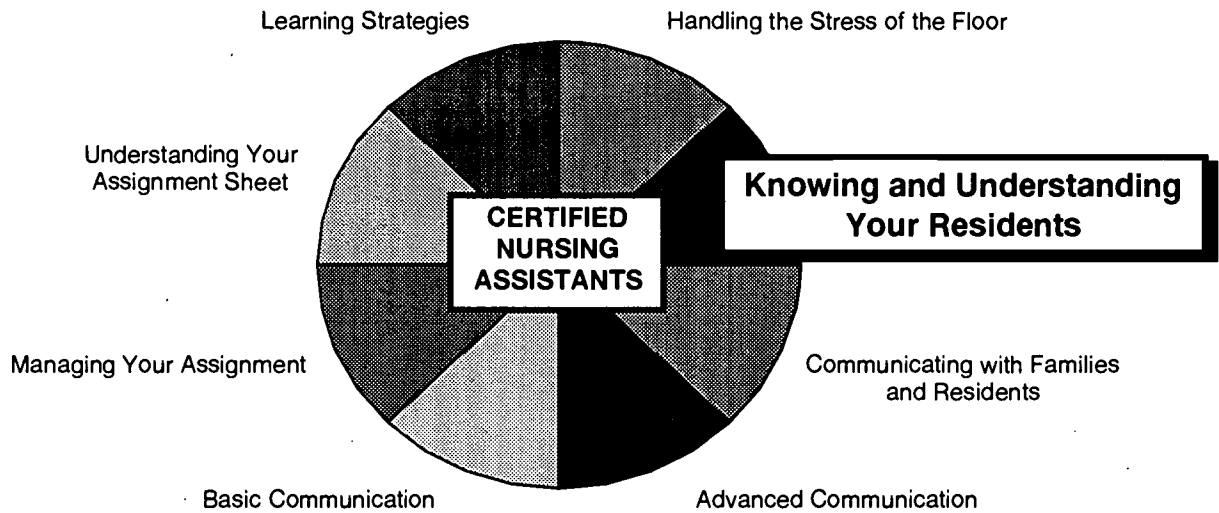 Learning Strategies
Handling the Stress of the Floor
Understanding Your
Assignment Sheet
CERTIFIED
NURSING
ASSISTANTS
Knowing and Understanding
Your Residents
Managing Your Assignment
Communicating with Families
and Residents
Basic Communication
Advanced Communication